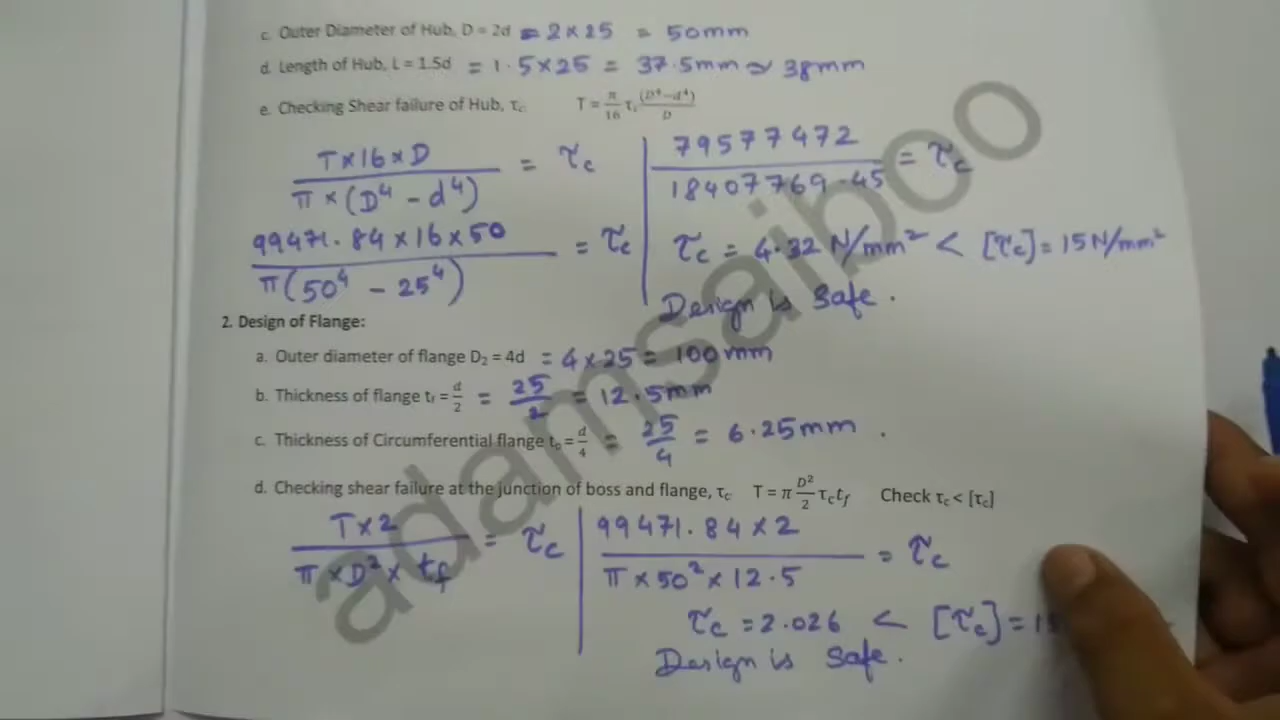 c. Outer Diameter of Hub, D = 2d = 2 × 25 = 50mm
d. Length of Hub, L = 1.5d = 1.5 × 25 = 37.5mm ≃ 38mm
e. Checking Shear failure of Hub, τc T = π/16 τc (D⁴−d⁴)/D
T × 16 × D / π × (D⁴ − d⁴) = τc
99471.84 × 16 × 50 / π(50⁴ − 25⁴) = τc
79577472 / 18407769.45 = τc
τc = 4.32 N/mm² < [τc] = 15 N/mm²
Design is Safe.
2. Design of Flange:
a. Outer diameter of flange D₂ = 4d = 4 × 25 = 100mm
b. Thickness of flange tf = d/2 = 25/2 = 12.5mm
c. Thickness of Circumferential flange tp = d/4 = 25/4 = 6.25mm .
d. Checking shear failure at the junction of boss and flange, τc T = π D²/2 τc tf Check τc < [τc]
T × 2 / π × D² × tf = τc
99471.84 × 2 / π × 50² × 12.5 = τc
τc = 2.026 < [τc] =
Design is Safe.
adamsaiboo